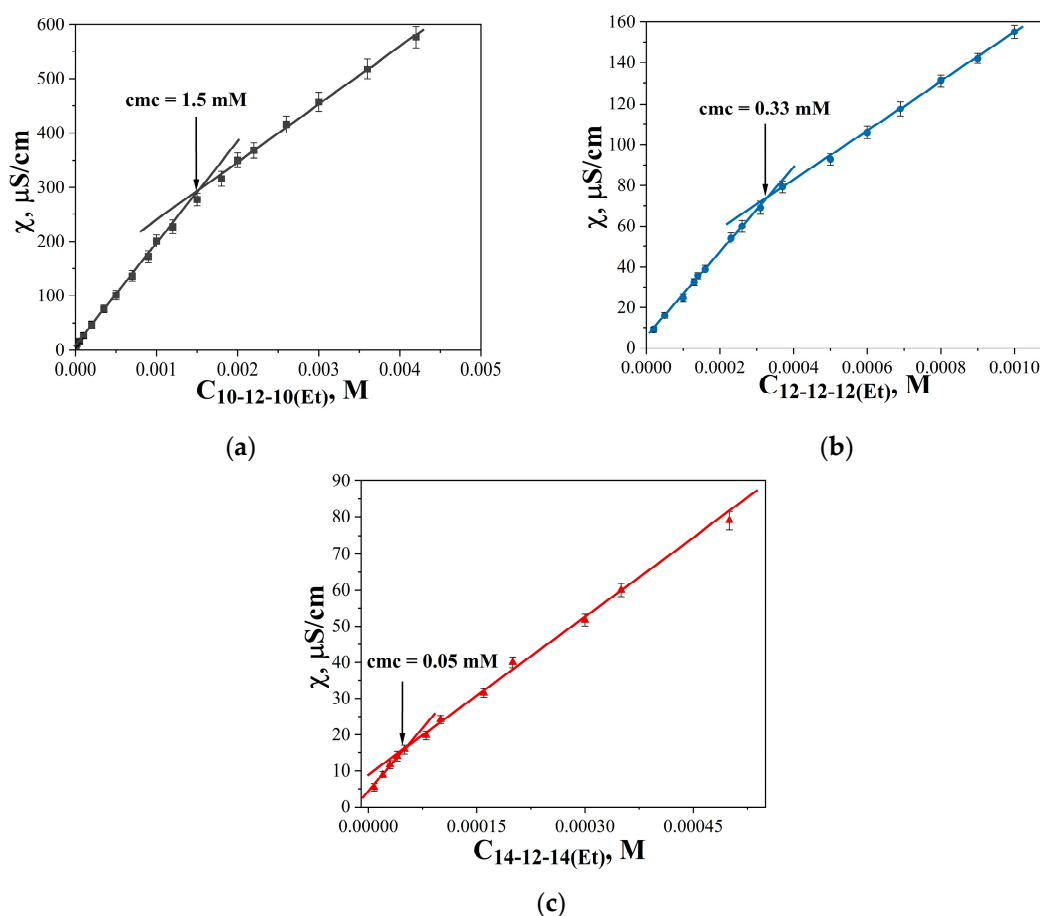 600
500
400
300
200
100
0
χ, μS/cm
cmc = 1.5 mM
0.000 0.001 0.002 0.003 0.004 0.005
C10-12-10(Et), M
(a)
160
140
120
100
80
60
40
20
0
χ, μS/cm
cmc = 0.33 mM
0.0000 0.0002 0.0004 0.0006 0.0008 0.0010
C12-12-12(Et), M
(b)
90
80
70
60
50
40
30
20
10
0
χ, μS/cm
cmc = 0.05 mM
0.00000 0.00015 0.00030 0.00045
C14-12-14(Et), M
(c)